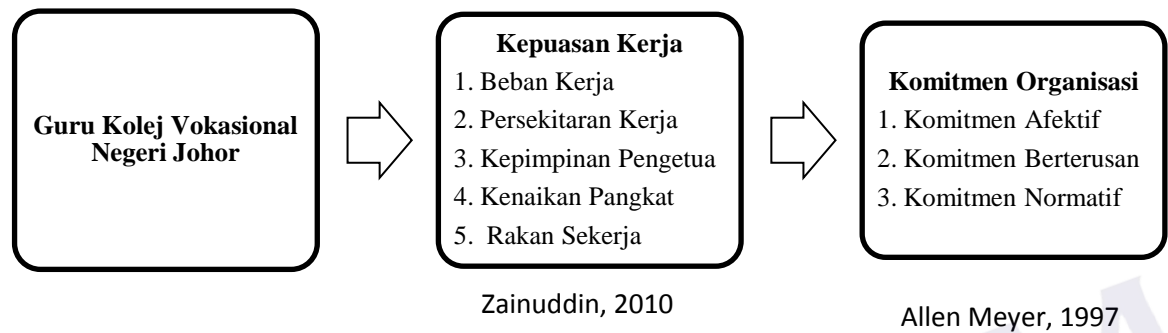 Guru Kolej Vokasional
Negeri Johor
Kepuasan Kerja
1. Beban Kerja
2. Persekitaran Kerja
3. Kepimpinan Pengetua
4. Kenaikan Pangkat
5. Rakan Sekerja
Zainuddin, 2010
Komitmen Organisasi
1. Komitmen Afektif
2. Komitmen Berterusan
3. Komitmen Normatif
Allen Meyer, 1997